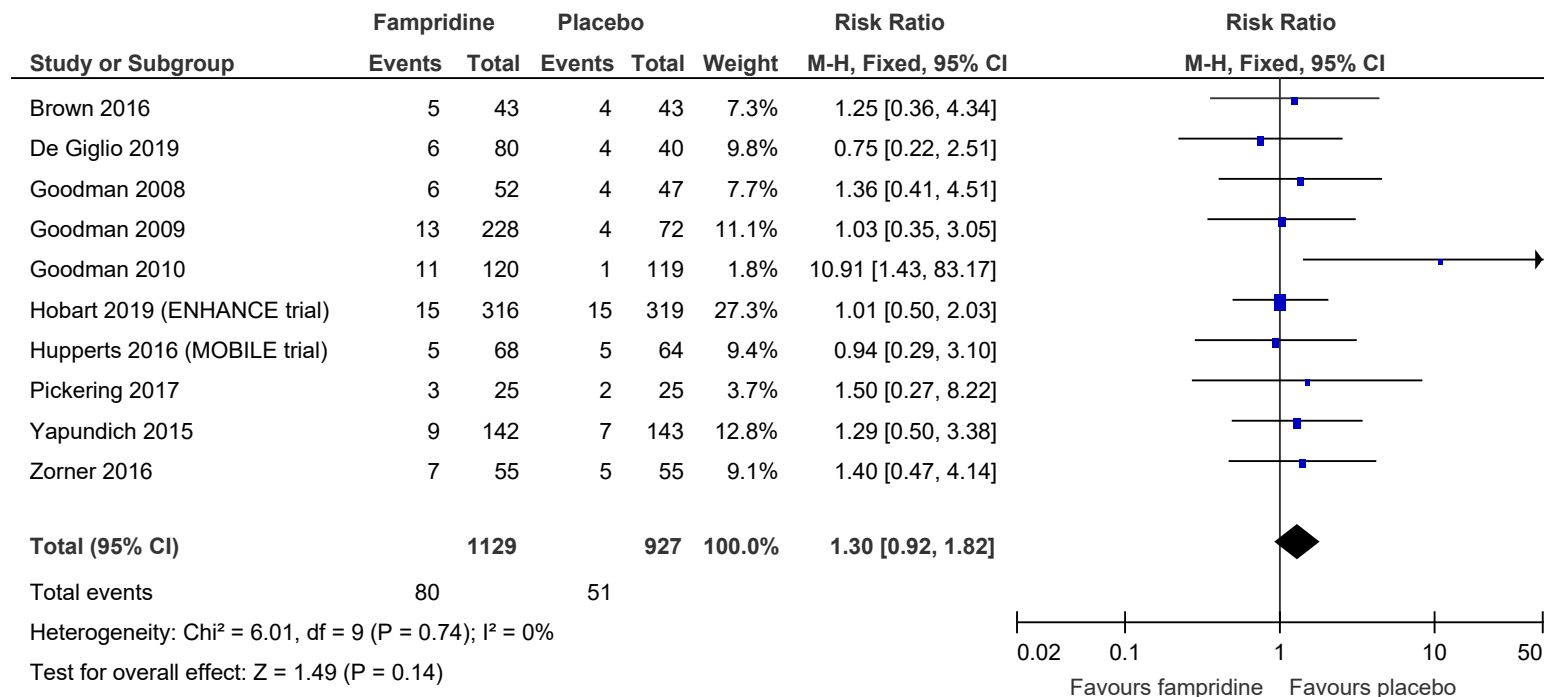 Fampridine Placebo Risk Ratio Risk Ratio
Study or Subgroup Events Total Events Total Weight M-H, Fixed, 95% CI M-H, Fixed, 95% CI
Brown 2016 5 43 4 43 7.3% 1.25 [0.36, 4.34]
De Giglio 2019 6 80 4 40 9.8% 0.75 [0.22, 2.51]
Goodman 2008 6 52 4 47 7.7% 1.36 [0.41, 4.51]
Goodman 2009 13 228 4 72 11.1% 1.03 [0.35, 3.05]
Goodman 2010 11 120 1 119 1.8% 10.91 [1.43, 83.17]
Hobart 2019 (ENHANCE trial) 15 316 15 319 27.3% 1.01 [0.50, 2.03]
Hupperts 2016 (MOBILE trial) 5 68 5 64 9.4% 0.94 [0.29, 3.10]
Pickering 2017 3 25 2 25 3.7% 1.50 [0.27, 8.22]
Yapundich 2015 9 142 7 143 12.8% 1.29 [0.50, 3.38]
Zorner 2016 7 55 5 55 9.1% 1.40 [0.47, 4.14]
Total (95% CI) 1129 927 100.0% 1.30 [0.92, 1.82]
Total events 80 51
Heterogeneity: Chi² = 6.01, df = 9 (P = 0.74); I² = 0%
Test for overall effect: Z = 1.49 (P = 0.14)
0.02 0.1 1 10 50
Favours fampridine Favours placebo